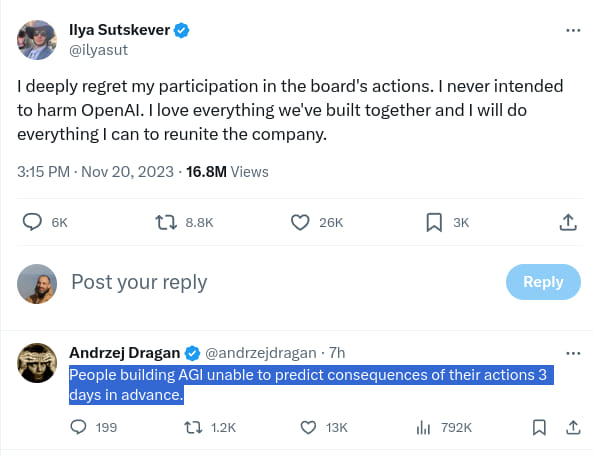 Ilya Sutskever
@ilyasut
I deeply regret my participation in the board's actions. I never intended
to harm OpenAI. I love everything we've built together and I will do
everything I can to reunite the company.
3:15 PM · Nov 20, 2023 · 16.8M Views
6K 8.8K 26K 3K
Post your reply
Reply
Andrzej Dragan @andrzejdragan · 7h
People building AGI unable to predict consequences of their actions 3
days in advance.
199 1.2K 13K 792K